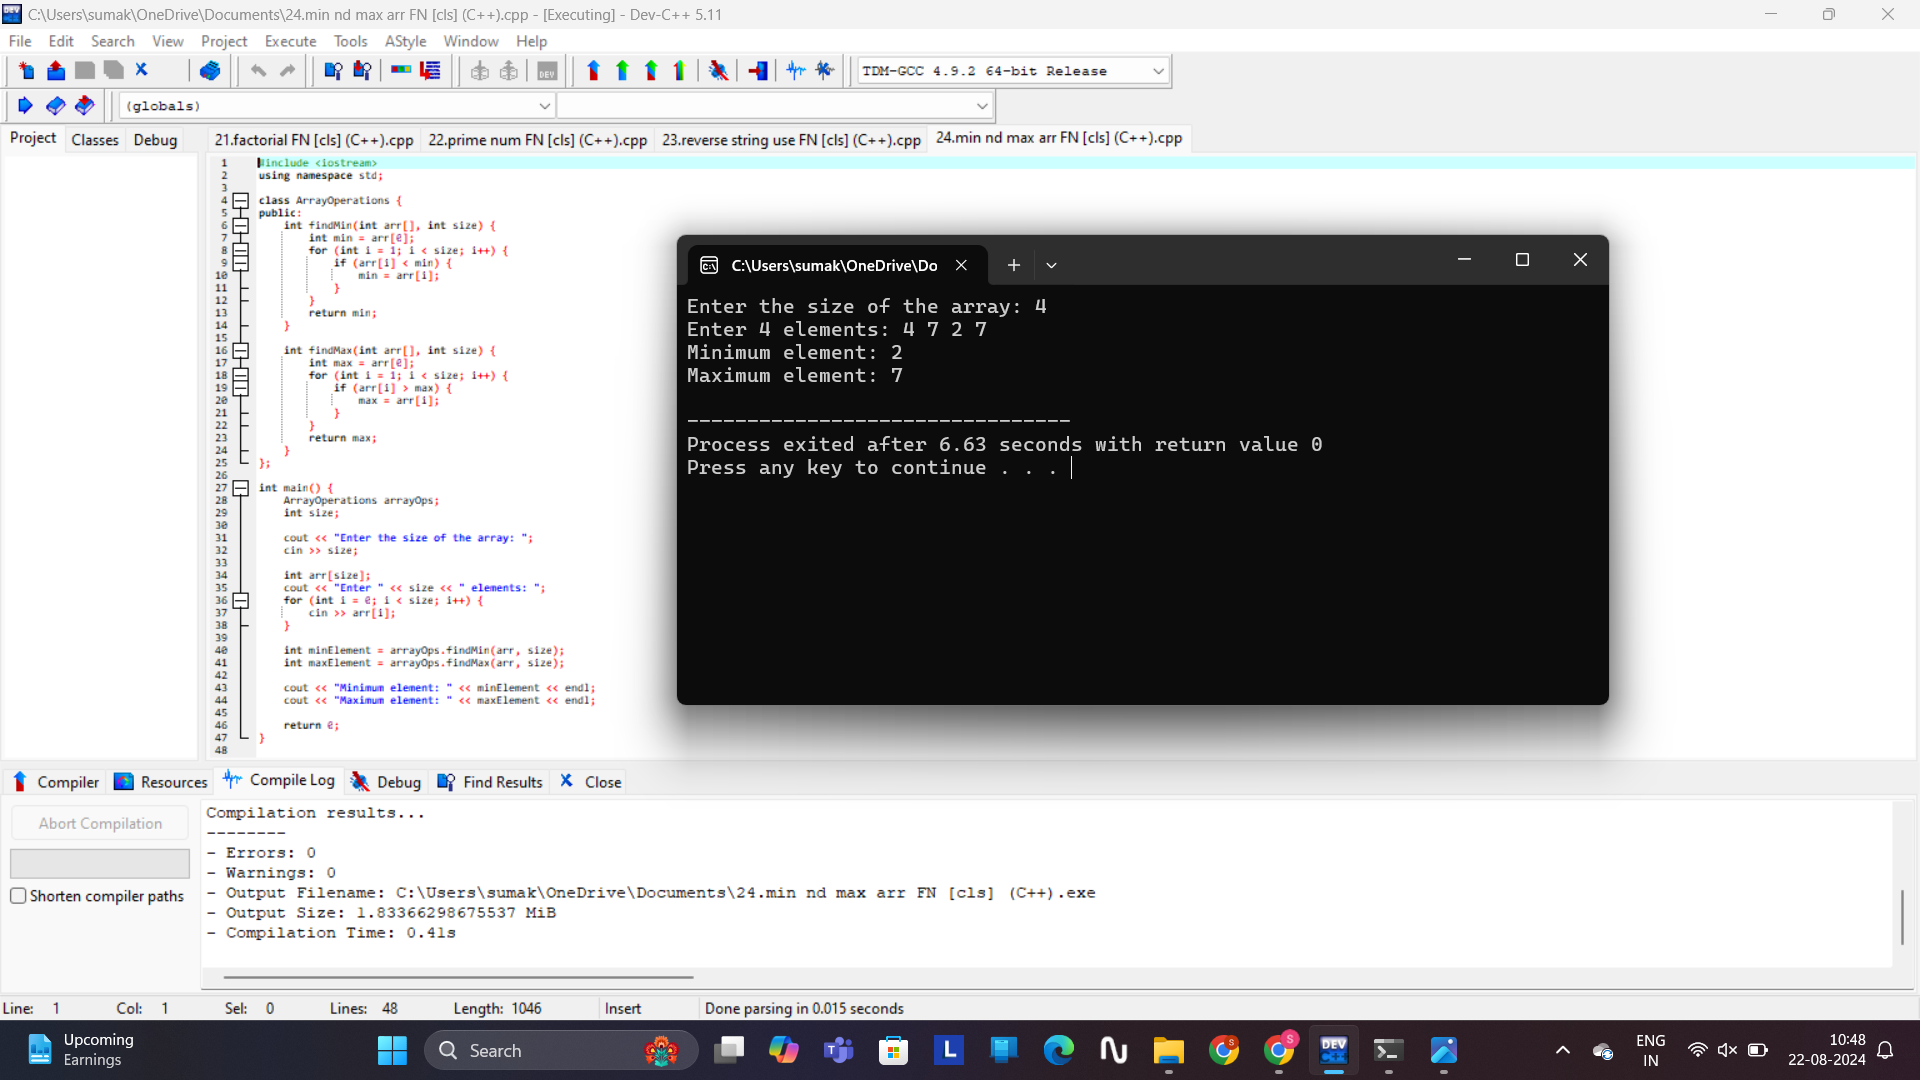 C:\Users\sumak\OneDrive\Documents\24.min nd max arr FN [cls] (C++).cpp - [Executing] - Dev-C++ 5.11
File Edit Search View Project Execute Tools AStyle Window Help
TDM-GCC 4.9.2 64-bit Release
(globals)
Project Classes Debug
21.factorial FN [cls] (C++).cpp 22.prime num FN [cls] (C++).cpp 23.reverse string use FN [cls] (C++).cpp 24.min nd max arr FN [cls] (C++).cpp
1 #include <iostream>
2 using namespace std;
3
4 class ArrayOperations {
5 public:
6 int findMin(int arr[], int size) {
7 int min = arr[0];
8 for (int i = 1; i < size; i++) {
9 if (arr[i] < min) {
10 min = arr[i];
11 }
12 }
13 return min;
14 }
15
16 int findMax(int arr[], int size) {
17 int max = arr[0];
18 for (int i = 1; i < size; i++) {
19 if (arr[i] > max) {
20 max = arr[i];
21 }
22 }
23 return max;
24 }
25 };
26
27 int main() {
28 ArrayOperations arrayOps;
29 int size;
30
31 cout << "Enter the size of the array: ";
32 cin >> size;
33
34 int arr[size];
35 cout << "Enter " << size << " elements: ";
36 for (int i = 0; i < size; i++) {
37 cin >> arr[i];
38 }
39
40 int minElement = arrayOps.findMin(arr, size);
41 int maxElement = arrayOps.findMax(arr, size);
42
43 cout << "Minimum element: " << minElement << endl;
44 cout << "Maximum element: " << maxElement << endl;
45
46 return 0;
47 }
48
C:\Users\sumak\OneDrive\Do
Enter the size of the array: 4
Enter 4 elements: 4 7 2 7
Minimum element: 2
Maximum element: 7
--------------------------------
Process exited after 6.63 seconds with return value 0
Press any key to continue . . .
Compiler Resources Compile Log Debug Find Results Close
Abort Compilation
Shorten compiler paths
Compilation results...
--------
- Errors: 0
- Warnings: 0
- Output Filename: C:\Users\sumak\OneDrive\Documents\24.min nd max arr FN [cls] (C++).exe
- Output Size: 1.83366298675537 MiB
- Compilation Time: 0.41s
Line: 1 Col: 1 Sel: 0 Lines: 48 Length: 1046 Insert Done parsing in 0.015 seconds
Upcoming
Earnings
Search
ENG
IN
10:48
22-08-2024